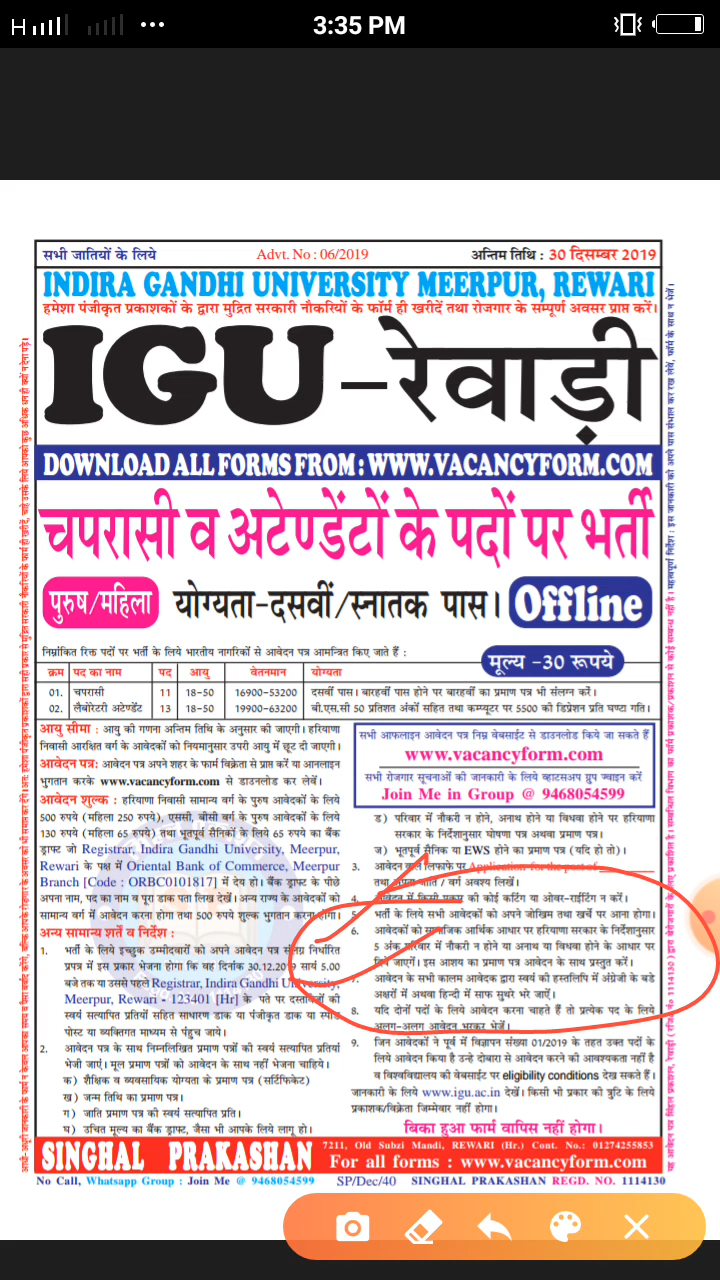 3:35 PM
सभी जातियों के लिये Advt. No : 06/2019 अन्तिम तिथि : 30 दिसम्बर 2019
INDIRA GANDHI UNIVERSITY MEERPUR, REWARI
हमेशा पंजीकृत प्रकाशकों के द्वारा मुद्रित सरकारी नौकरियों के फॉर्म ही खरीदें तथा रोजगार के सम्पूर्ण अवसर प्राप्त करें।
IGU-रेवाड़ी
DOWNLOAD ALL FORMS FROM : WWW.VACANCYFORM.COM
चपरासी व अटेण्डेंटों के पदों पर भर्ती
पुरुष/महिला योग्यता-दसवीं/स्नातक पास। Offline
निम्नांकित रिक्त पदों पर भर्ती के लिये भारतीय नागरिकों से आवेदन पत्र आमन्त्रित किए जाते हैं :
मूल्य -30 रूपये
क्रम पद का नाम पद आयु वेतनमान योग्यता
01. चपरासी 11 18-50 16900-53200 दसवीं पास। बारहवीं पास होने पर बारहवीं का प्रमाण पत्र भी संलग्न करें।
02. लैबोरेटरी अटेण्डेंट 13 18-50 19900-63200 बी.एस.सी 50 प्रतिशत अंकों सहित तथा कम्प्यूटर पर 5500 की डिप्रेशन प्रति घण्टा गति।
आयु सीमा : आयु की गणना अन्तिम तिथि के अनुसार की जाएगी। हरियाणा
निवासी आरक्षित वर्ग के आवेदकों को नियमानुसार उपरी आयु में छूट दी जाएगी।
आवेदन पत्र: आवेदन पत्र अपने शहर के फार्म विक्रेता से प्राप्त करें या ऑनलाइन
भुगतान करके www.vacancyform.com से डाउनलोड कर लेवें।
आवेदन शुल्क : हरियाणा निवासी सामान्य वर्ग के पुरुष आवेदकों के लिये
500 रुपये (महिला 250 रुपये), एससी, बीसी वर्ग के पुरुष आवेदकों के लिये
130 रुपये (महिला 65 रुपये) तथा भूतपूर्व सैनिकों के लिये 65 रुपये का बैंक
ड्राफ्ट जो Registrar, Indira Gandhi University, Meerpur,
Rewari के पक्ष में Oriental Bank of Commerce, Meerpur
Branch [Code : ORBC0101817] में देय हो। बैंक ड्राफ्ट के पीछे
अपना नाम, पद का नाम व पूरा डाक पता लिख देखें। अन्य राज्य के आवेदकों को
सामान्य वर्ग में आवेदन करना होगा तथा 500 रुपये शुल्क भुगतान करना होगा।
अन्य सामान्य शर्तें व निर्देश :
1. भर्ती के लिये इच्छुक उम्मीदवारों को अपने आवेदन पत्र संलग्न निर्धारित
प्रपत्र में इस प्रकार भेजना होगा कि वह दिनांक 30.12.2019 सायं 5.00
बजे तक या उससे पहले Registrar, Indira Gandhi University,
Meerpur, Rewari - 123401 [Hr] के पते पर दस्तावेजों की
स्वयं सत्यापित प्रतियों सहित साधारण डाक या पंजीकृत डाक या स्पीड
पोस्ट या व्यक्तिगत माध्यम से पंहुच जाये।
2. आवेदन पत्र के साथ निम्नलिखित प्रमाण पत्रों की स्वयं सत्यापित प्रतियां
भेजी जाएं। मूल प्रमाण पत्रों को आवेदन के साथ नहीं भेजना चाहिये।
क) शैक्षिक व व्यवसायिक योग्यता के प्रमाण पत्र (सर्टिफिकेट)
ख) जन्म तिथि का प्रमाण पत्र।
ग) जाति प्रमाण पत्र की स्वयं सत्यापित प्रति।
घ) उचित मूल्य का बैंक ड्राफ्ट, जैसा भी आपके लिये लागू हो।
सभी आफलाइन आवेदन पत्र निम्न वेबसाईट से डाउनलोड किये जा सकते हैं
www.vacancyform.com
सभी रोजगार सूचनाओं की जानकारी के लिये व्हाटसअप ग्रुप ज्वाइन करें
Join Me in Group @ 9468054599
ड) परिवार में नौकरी न होने, अनाथ होने या विधवा होने पर हरियाणा
सरकार के निर्देशानुसार घोषणा पत्र अथवा प्रमाण पत्र।
ज) भूतपूर्व सैनिक या EWS होने का प्रमाण पत्र (यदि हो तो)।
3. आवेदन वाले लिफाफे पर Application for the post of
तथा अपना जाति / वर्ग अवश्य लिखें।
4. आवेदन में किसी प्रकार की कोई कटिंग या ओवर-राईटिंग न करें।
5. भर्ती के लिये सभी आवेदकों को अपने जोखिम तथा खर्चे पर आना होगा।
6. आवेदकों को सामाजिक आर्थिक आधार पर हरियाणा सरकार के निर्देशानुसार
5 अंक परिवार में नौकरी न होने या अनाथ या विधवा होने के आधार पर
दिये जाएंगें। इस आशय का प्रमाण पत्र आवेदन के साथ प्रस्तुत करें।
7. आवेदन के सभी कालम आवेदक द्वारा स्वयं की हस्तलिपि में अंग्रेजी के बडे
अक्षरों में अथवा हिन्दी में साफ सुथरे भरे जाएँ।
8. यदि दोनों पदों के लिये आवेदन करना चाहते हैं तो प्रत्येक पद के लिये
अलग-अलग आवेदन भरकर भेजें।
9. जिन आवेदकों ने पूर्व में विज्ञापन संख्या 01/2019 के तहत उक्त पदों के
लिये आवेदन किया है उन्हे दोबारा से आवेदन करने की आवश्यकता नहीं है
व विश्वविद्यालय की वेबसाईट पर eligibility conditions देख सकते हैं।
जानकारी के लिये www.igu.ac.in देखें। किसी भी प्रकार की त्रुटि के लिये
प्रकाशक/विक्रेता जिम्मेवार नहीं होगा।
बिका हुआ फार्म वापिस नहीं होगा।
SINGHAL PRAKASHAN 7211, Old Subzi Mandi, REWARI (Hr.) Cont. No.: 01274255853
For all forms : www.vacancyform.com
No Call, Whatsapp Group : Join Me @ 9468054599 SP/Dec/40 SINGHAL PRAKASHAN REGD. NO. 1114130